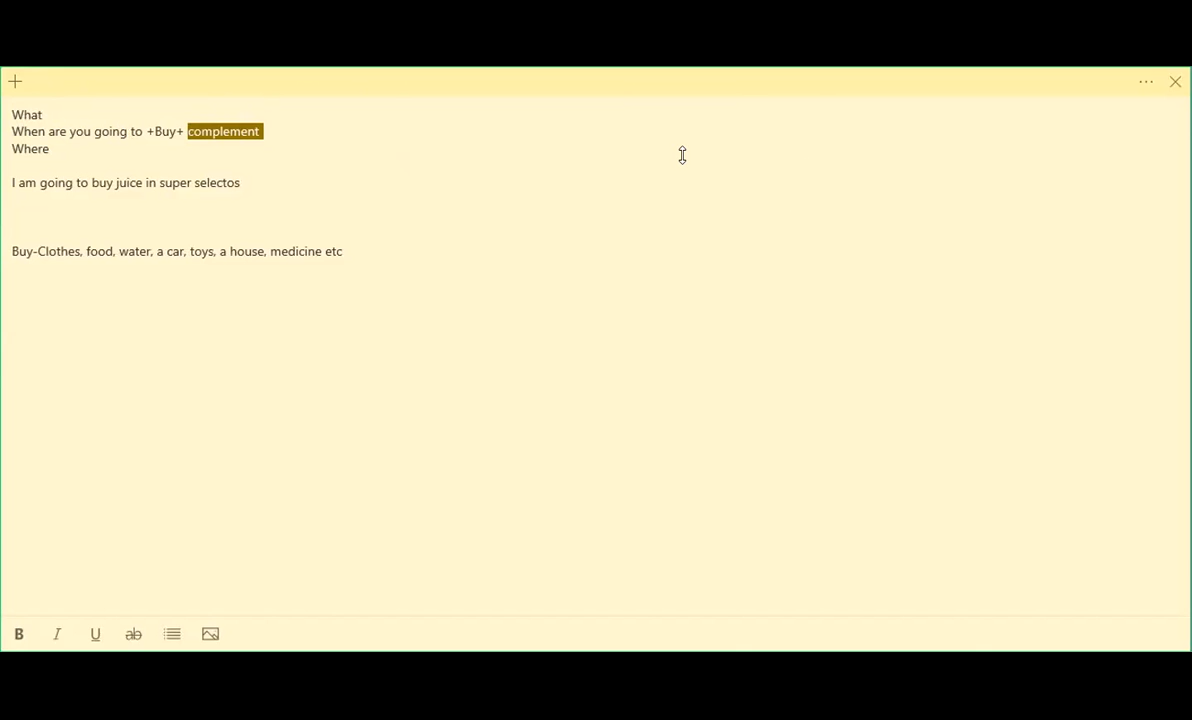 What
When are you going to +Buy+ complement
Where
I am going to buy juice in super selectos
Buy-Clothes, food, water, a car, toys, a house, medicine etc
B I U ab